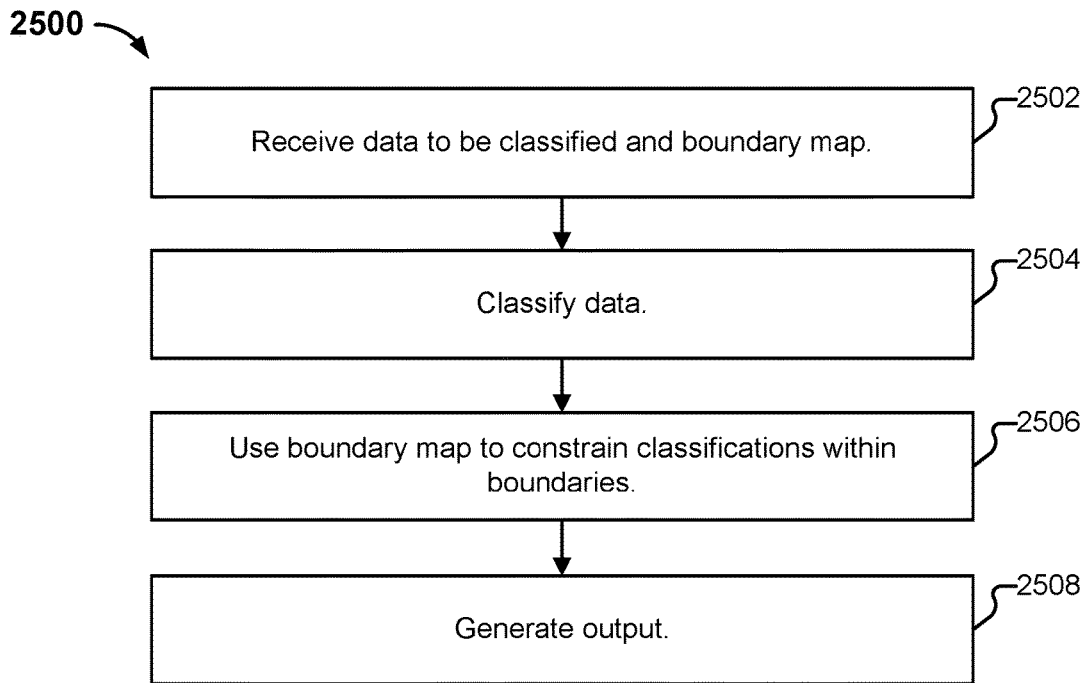 2500
2502
Receive data to be classified and boundary map.
2504
Classify data.
2506
Use boundary map to constrain classifications within
boundaries.
2508
Generate output.